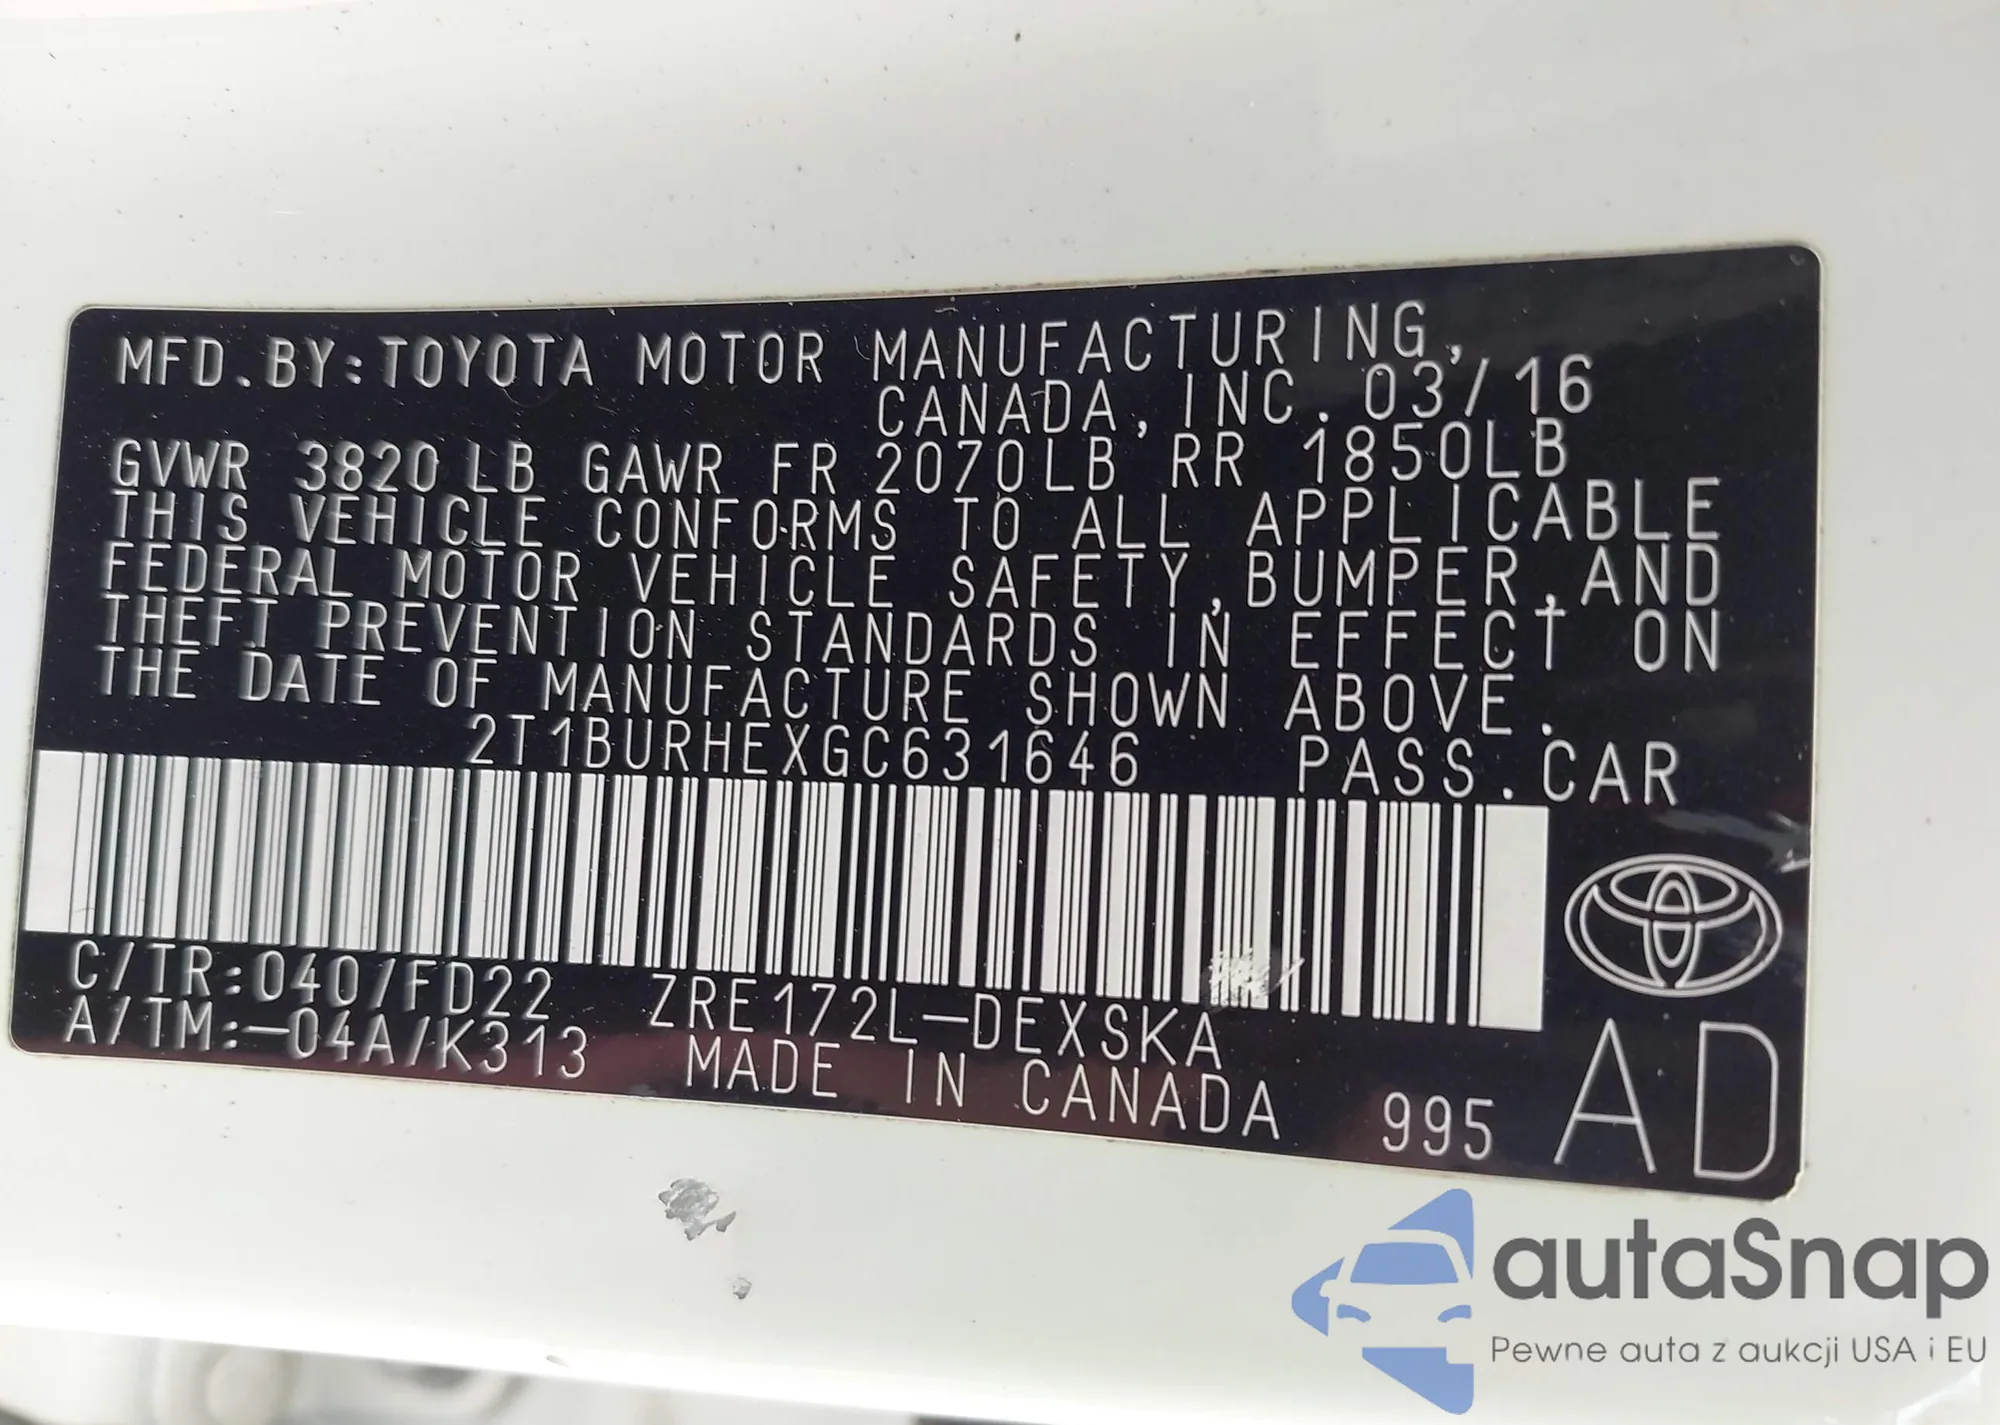 MFD.BY:TOYOTA MOTOR MANUFACTURING,
CANADA,INC. 03/16
GVWR 3820LB GAWR FR 2070LB RR 1850LB
THIS VEHICLE CONFORMS TO ALL APPLICABLE
FEDERAL MOTOR VEHICLE SAFETY,BUMPER,AND
THEFT PREVENTION STANDARDS IN EFFECT ON
THE DATE OF MANUFACTURE SHOWN ABOVE.
2T1BURHEXGC631646 PASS.CAR
C/TR:040/FD22 ZRE172L-DEXSKA
A/TM:-04A/K313 MADE IN CANADA 995 AD
autaSnap
Pewne auta z aukcji USA i EU